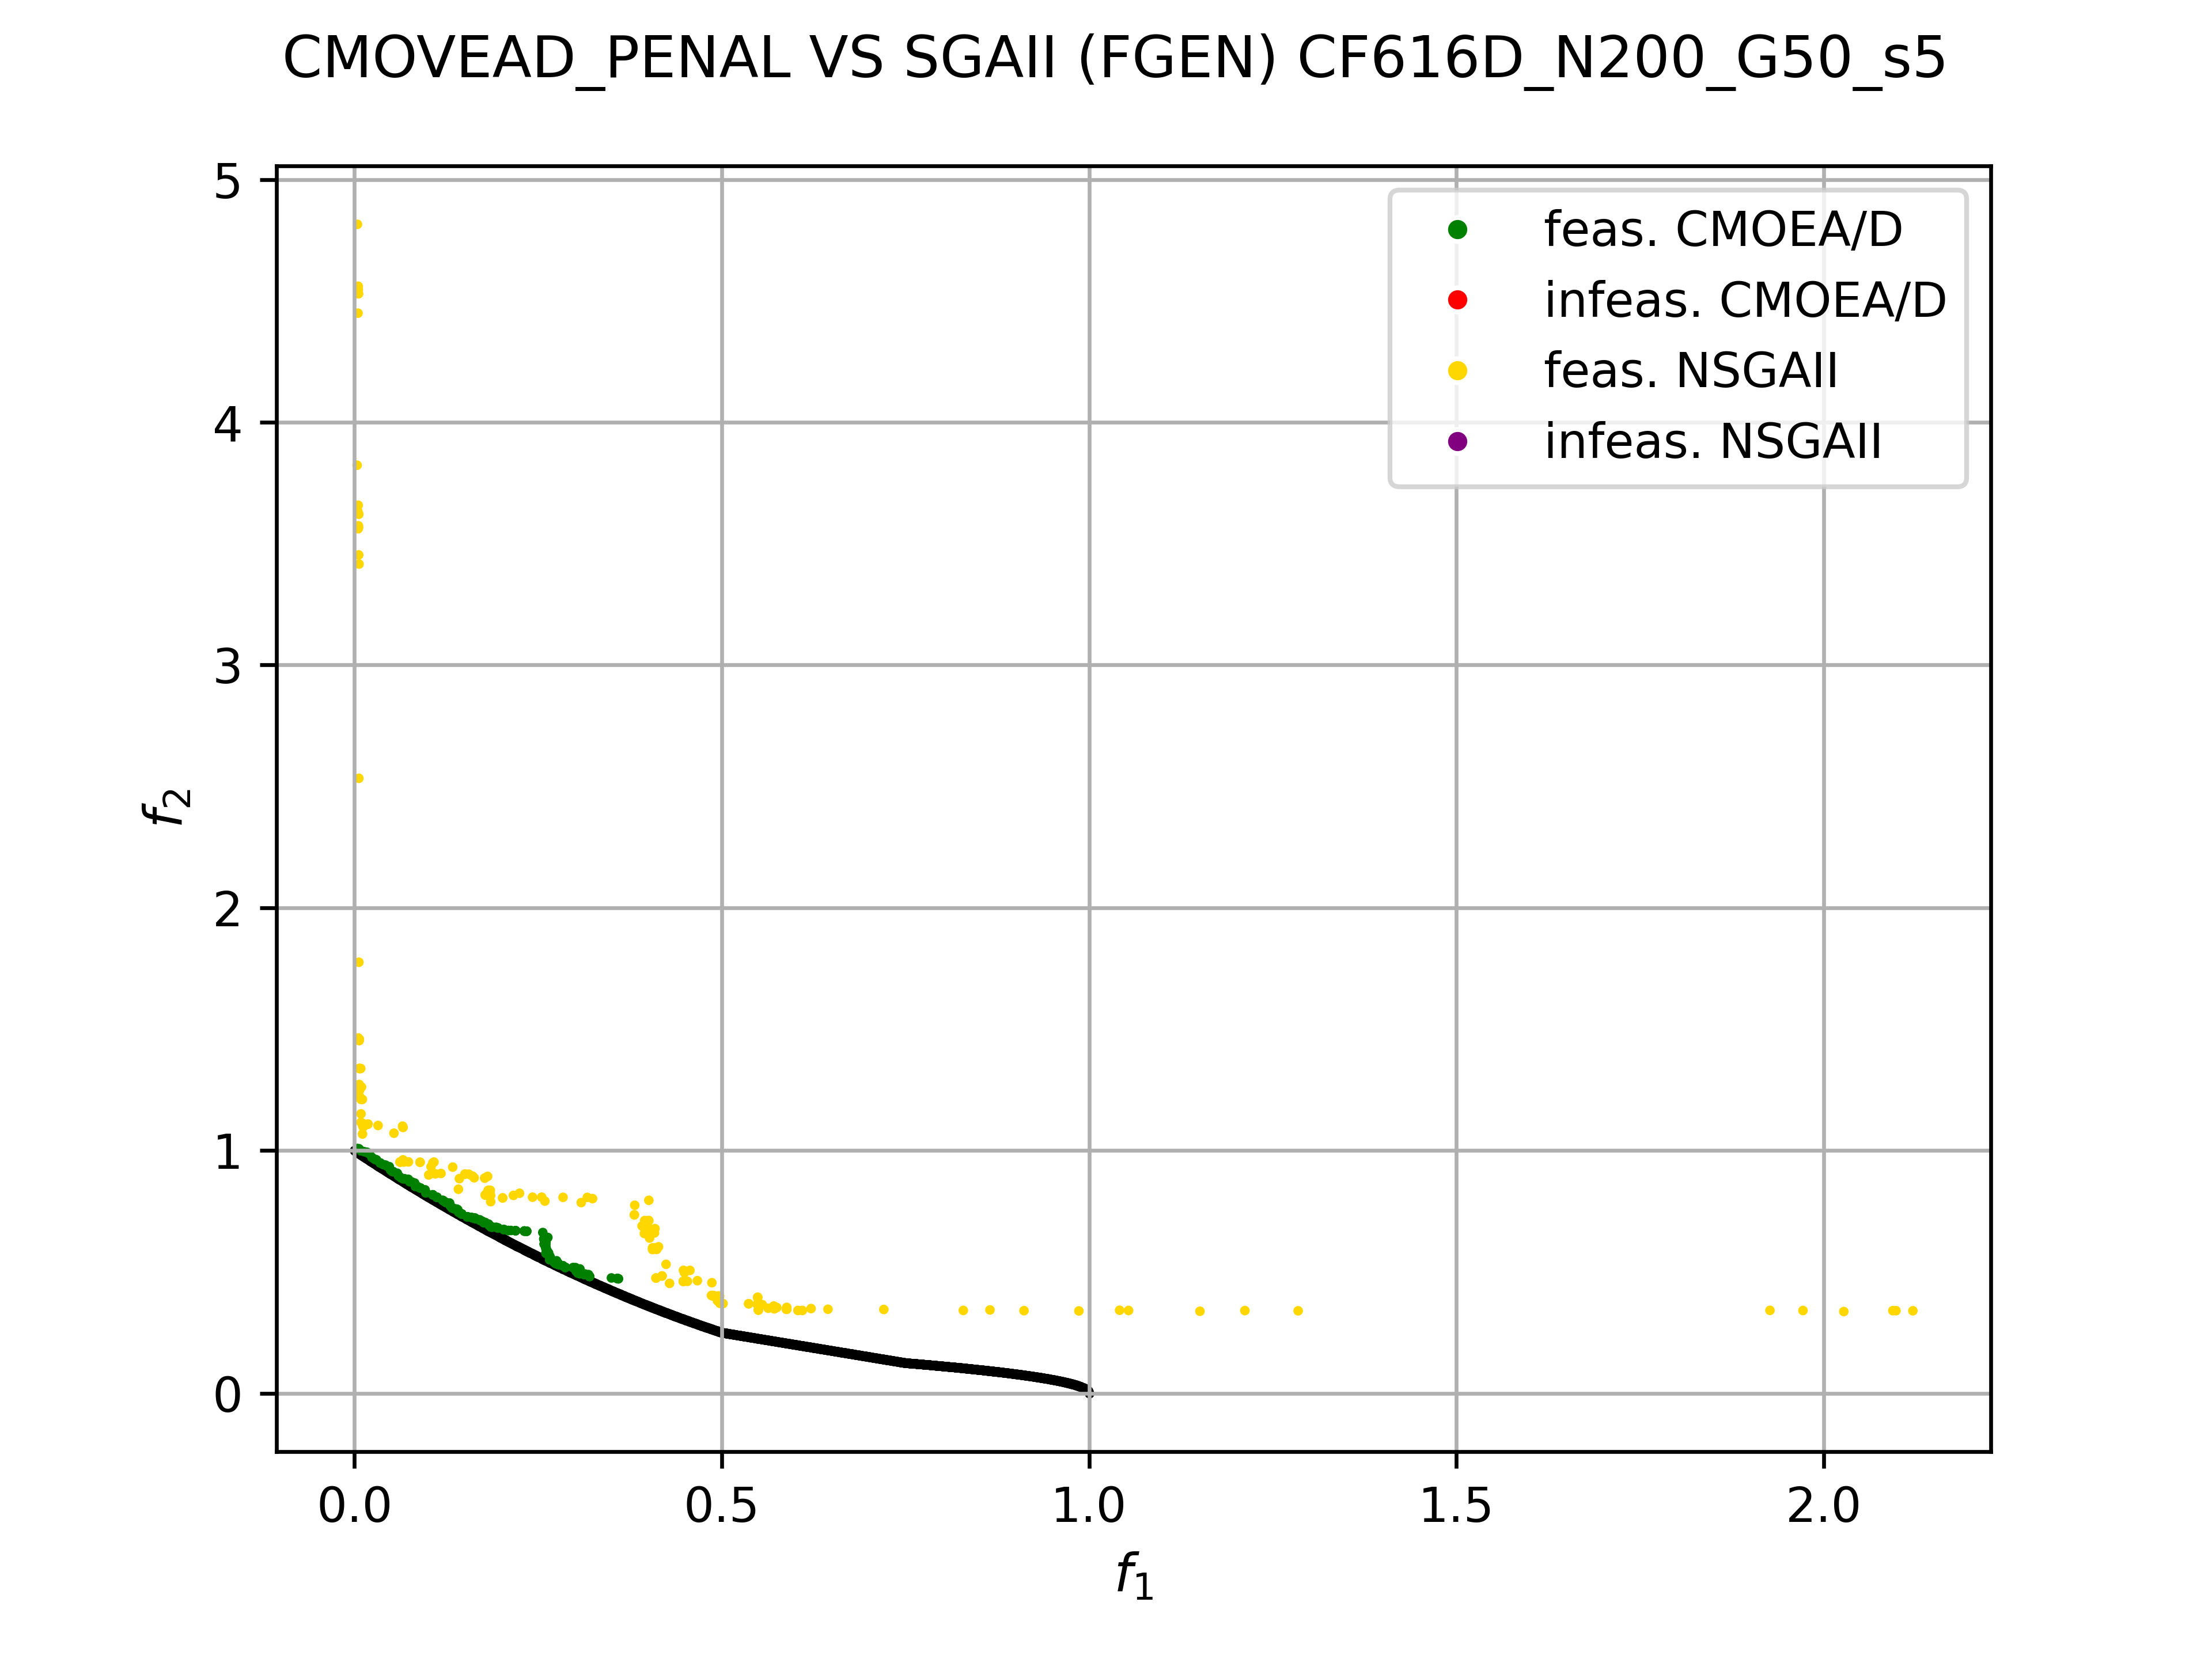 CMOVEAD_PENAL VS SGAII (FGEN) CF616D_N200_G50_s5
feas. CMOEA/D
infeas. CMOEA/D
feas. NSGAII
infeas. NSGAII
5
4
3
2
1
0
f2
0.0 0.5 1.0 1.5 2.0
f1